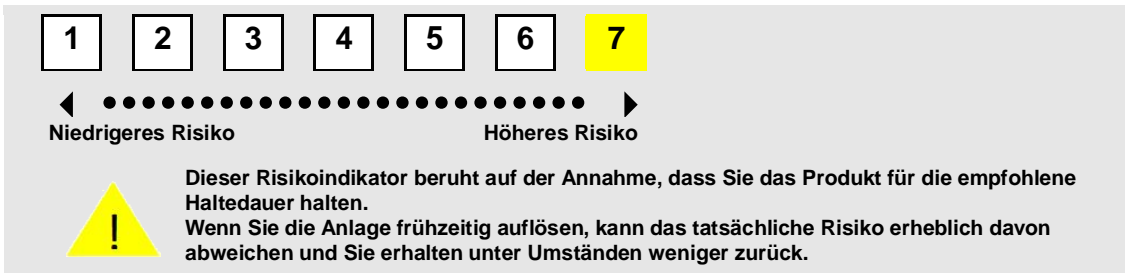 1 2 3 4 5 6 7
Niedrigeres Risiko Höheres Risiko
Dieser Risikoindikator beruht auf der Annahme, dass Sie das Produkt für die empfohlene
Haltedauer halten.
Wenn Sie die Anlage frühzeitig auflösen, kann das tatsächliche Risiko erheblich davon
abweichen und Sie erhalten unter Umständen weniger zurück.
!